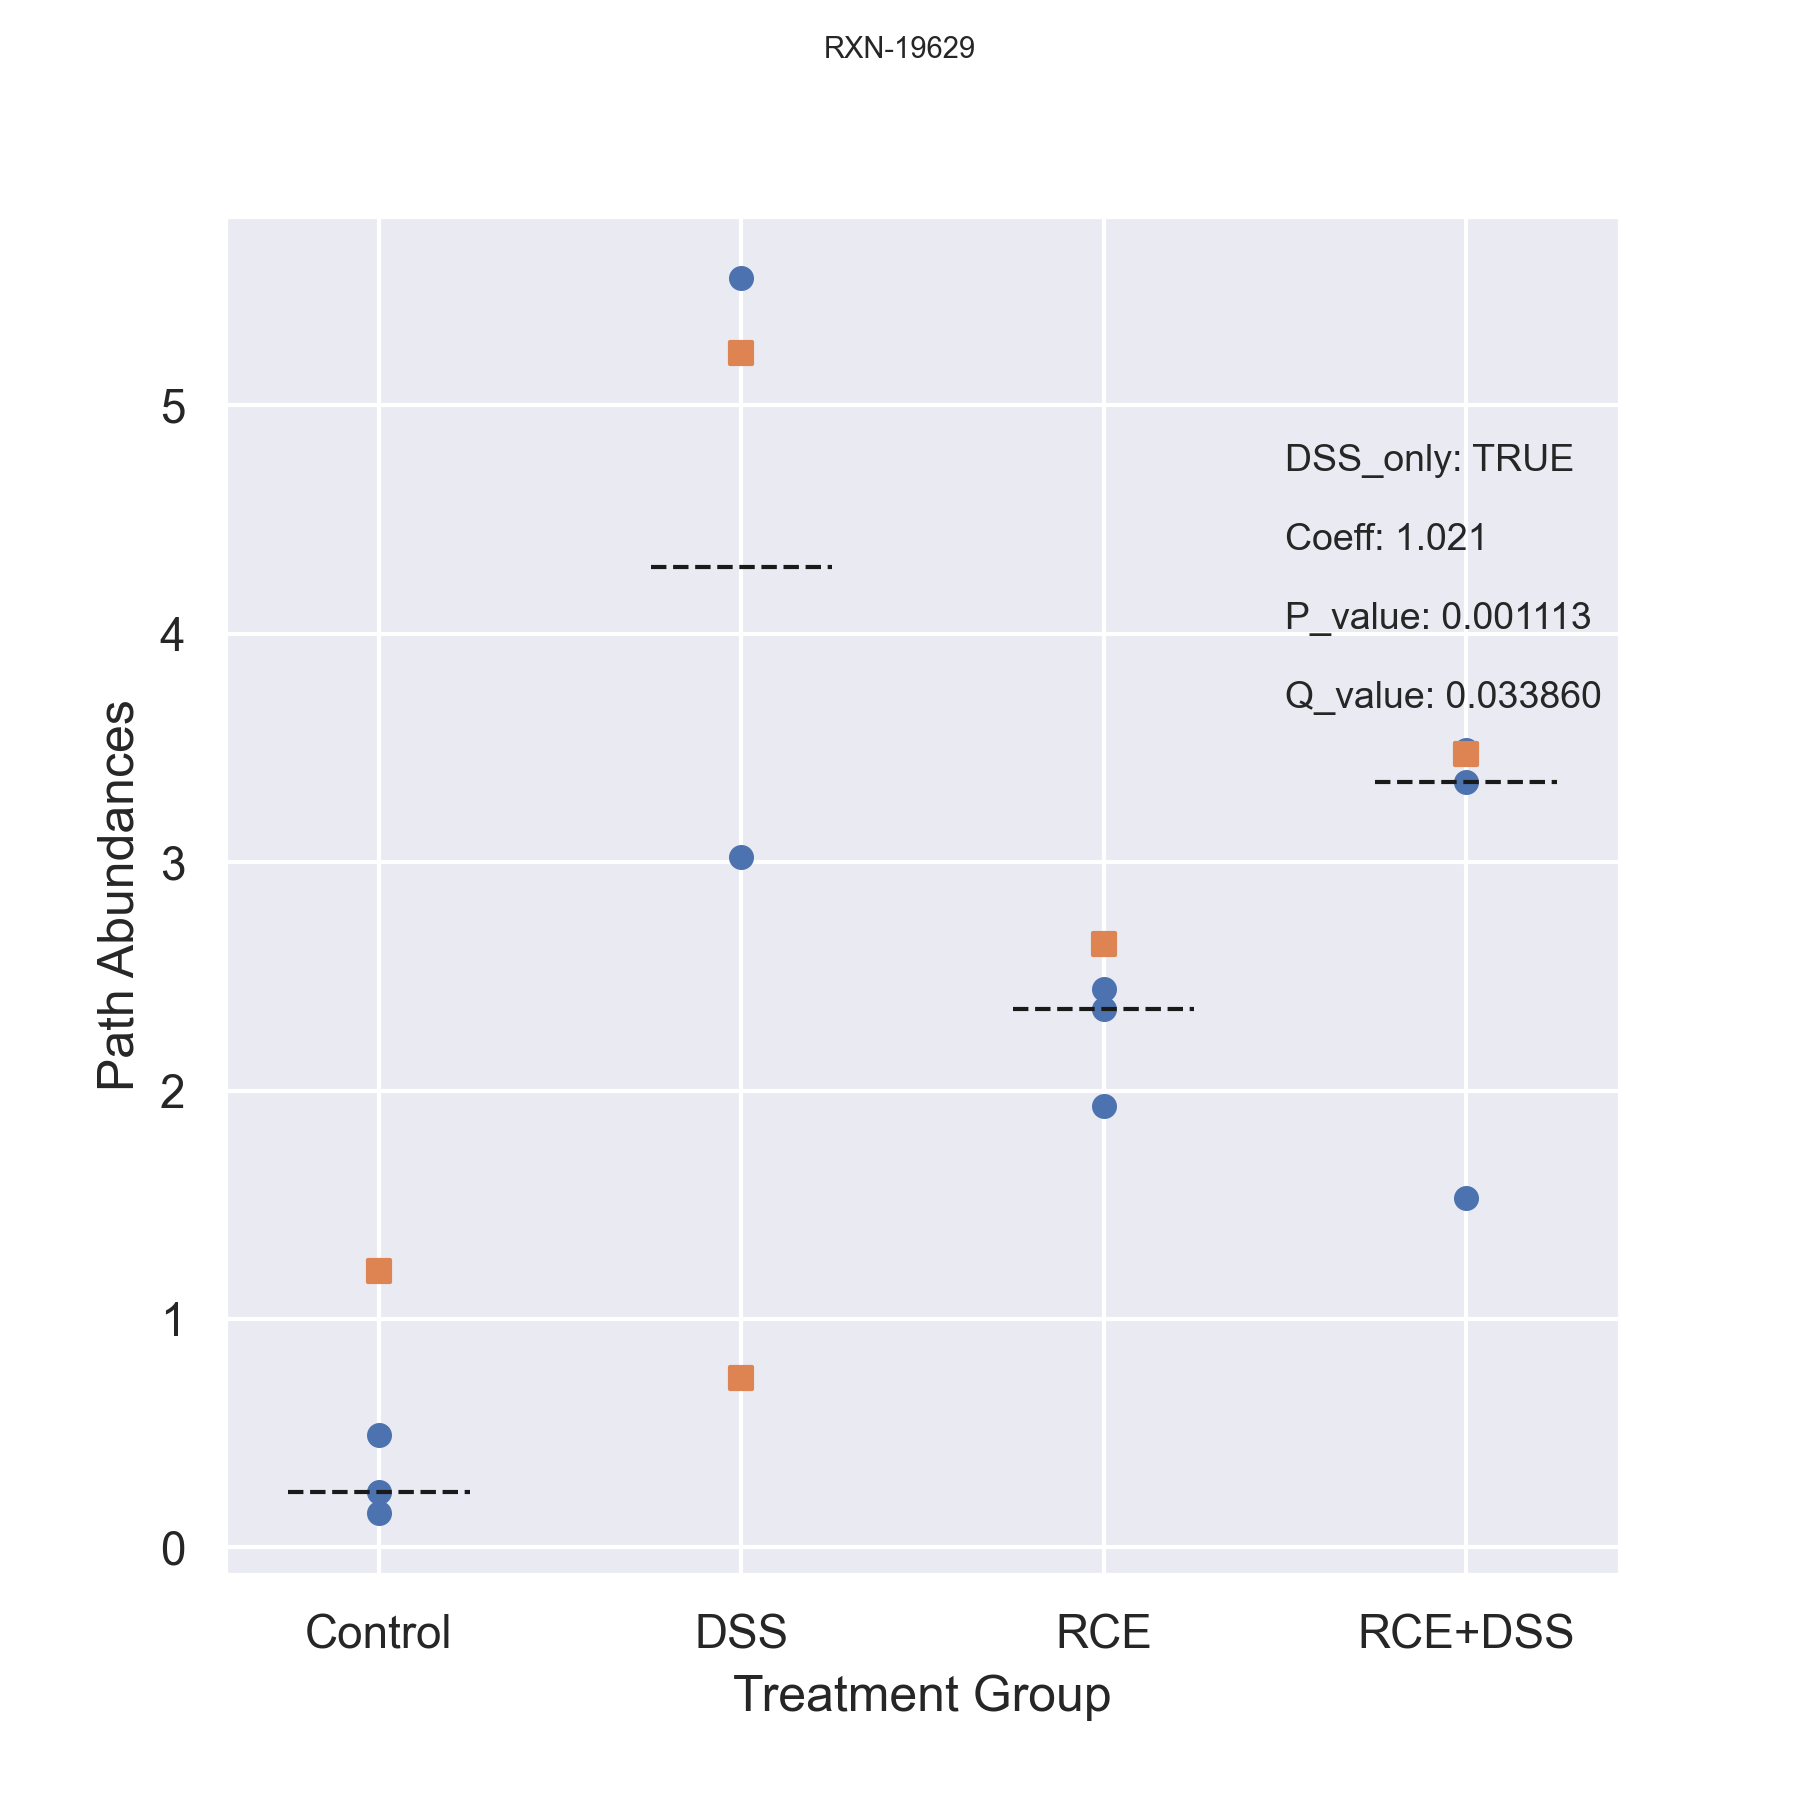 RXN-19629
5
4
3
2
1
0
Path Abundances
DSS_only: TRUE
Coeff: 1.021
P_value: 0.001113
Q_value: 0.033860
Control DSS RCE RCE+DSS
Treatment Group